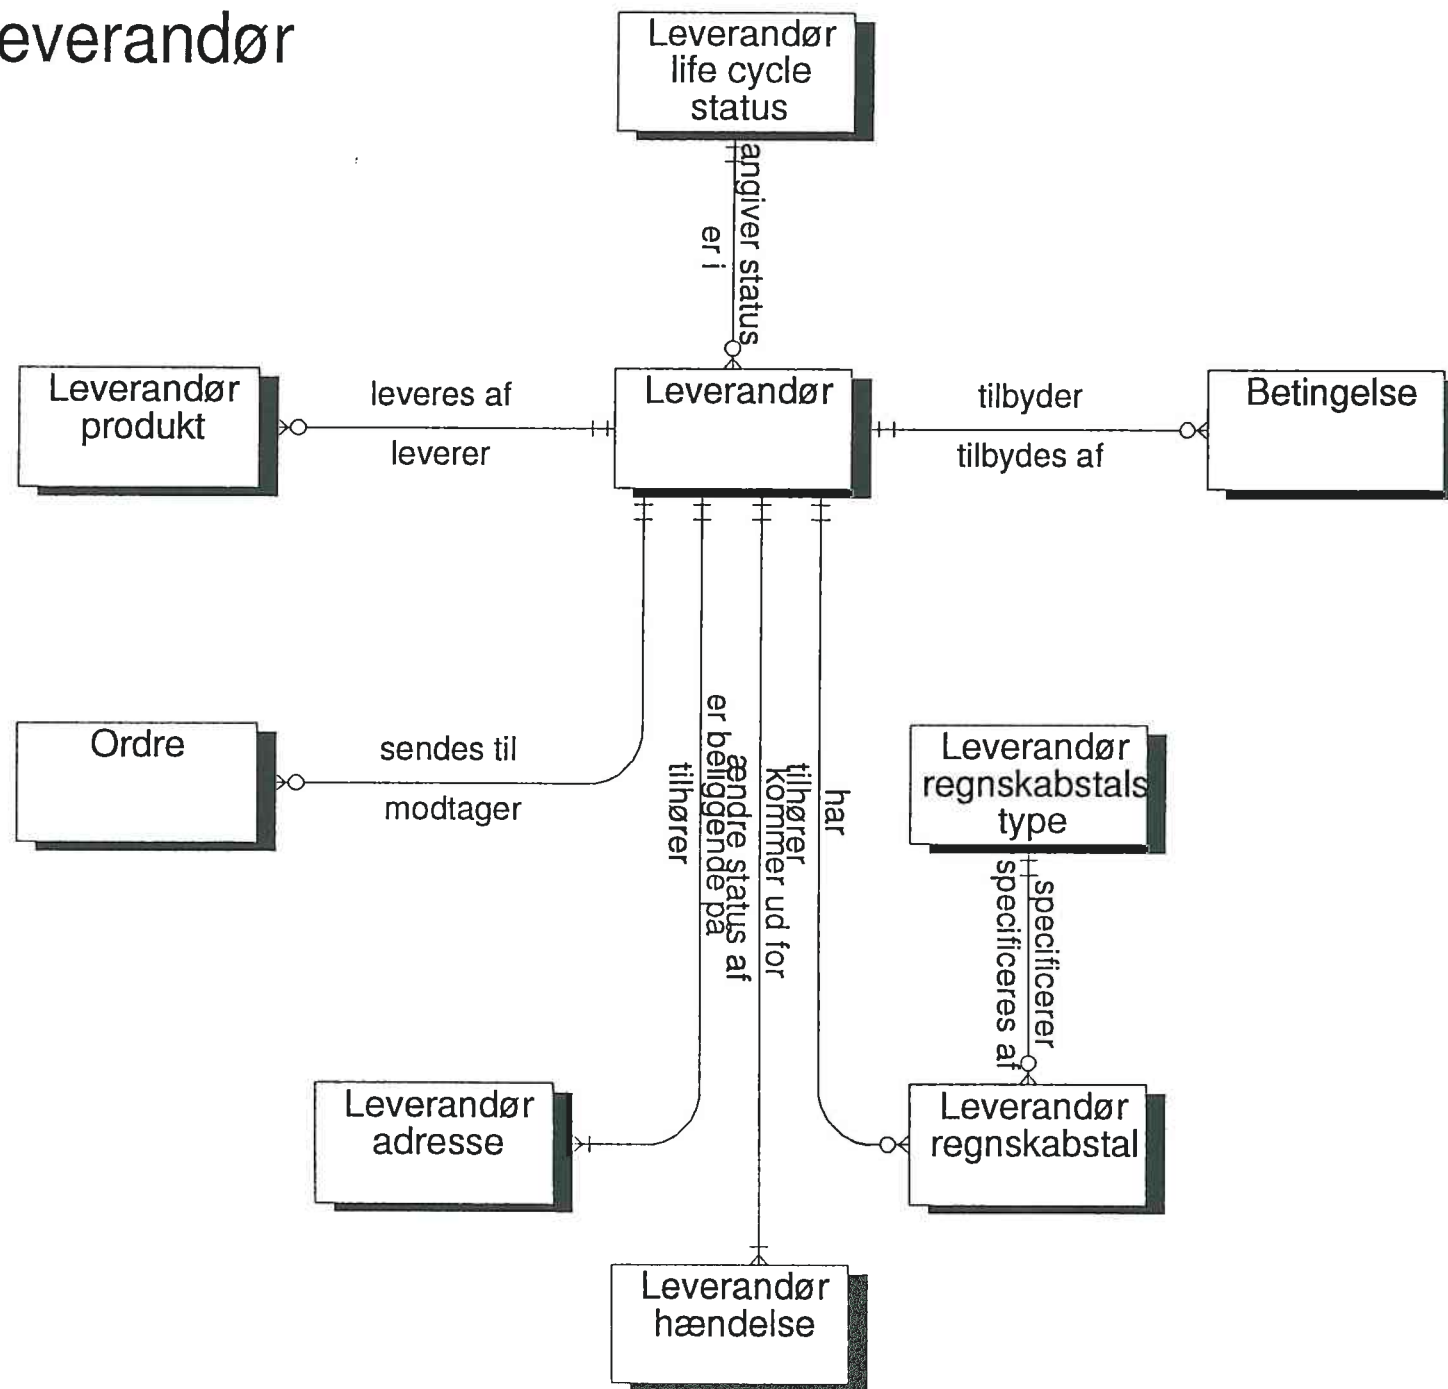 everandør
Leverandør
life cycle
status
angiver status
er i
Leverandør
produkt
leveres af
leverer
Leverandør
tilbyder
tilbydes af
Betingelse
Ordre
sendes til
modtager
er beliggende på
tilhører
ændre status af
kommer ud for
tilhører
har
Leverandør
regnskabstals
type
specificerer
specificeres af
Leverandør
adresse
Leverandør
regnskabstal
Leverandør
hændelse